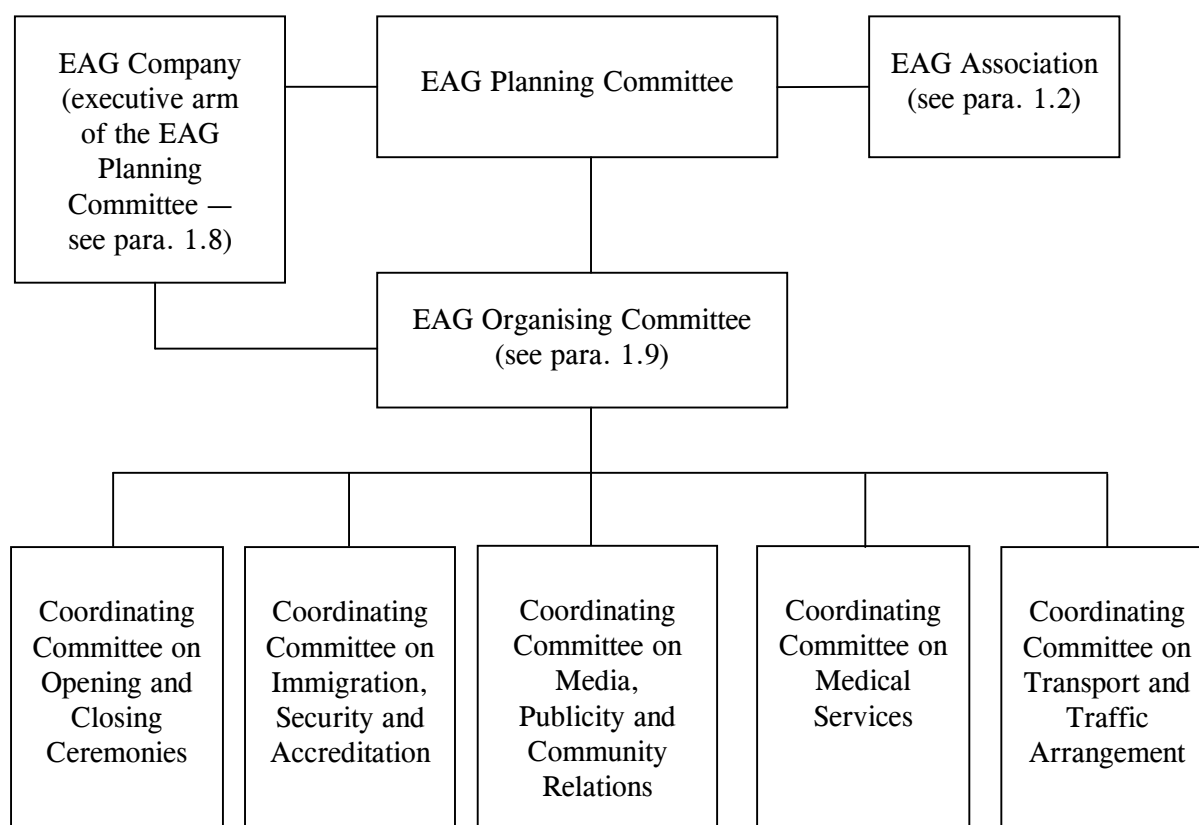 EAG Company
(executive arm
of the EAG
Planning
Committee —
see para. 1.8)
EAG Planning Committee
EAG Association
(see para. 1.2)
EAG Organising Committee
(see para. 1.9)
Coordinating
Committee on
Opening and
Closing
Ceremonies
Coordinating
Committee on
Immigration,
Security and
Accreditation
Coordinating
Committee on
Media,
Publicity and
Community
Relations
Coordinating
Committee on
Medical
Services
Coordinating
Committee on
Transport and
Traffic
Arrangement